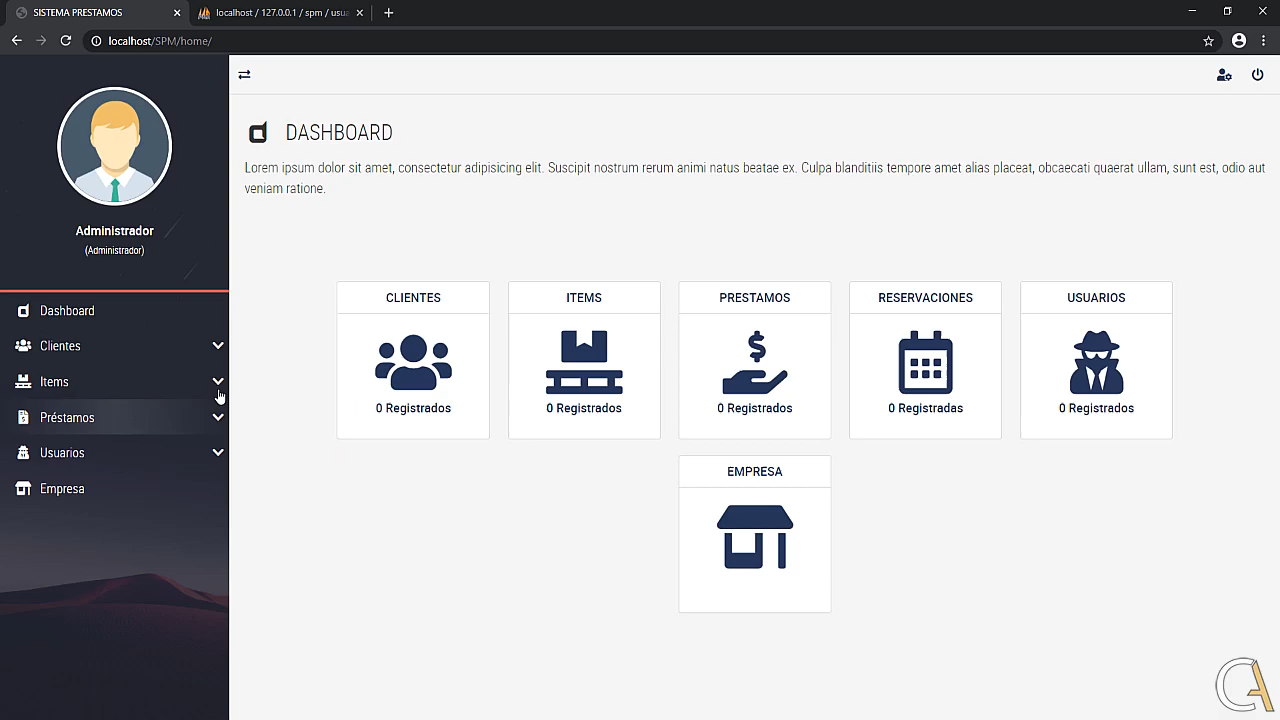 SISTEMA PRESTAMOS
localhost / 127.0.0.1 / spm / usua
localhost/SPM/home/
Administrador
(Administrador)
Dashboard
Clientes
Items
Préstamos
Usuarios
Empresa
DASHBOARD
Lorem ipsum dolor sit amet, consectetur adipisicing elit. Suscipit nostrum rerum animi natus beatae ex. Culpa blanditiis tempore amet alias placeat, obcaecati quaerat ullam, sunt est, odio aut
veniam ratione.
CLIENTES
0 Registrados
ITEMS
0 Registrados
PRESTAMOS
0 Registrados
RESERVACIONES
0 Registradas
USUARIOS
0 Registrados
EMPRESA
CA